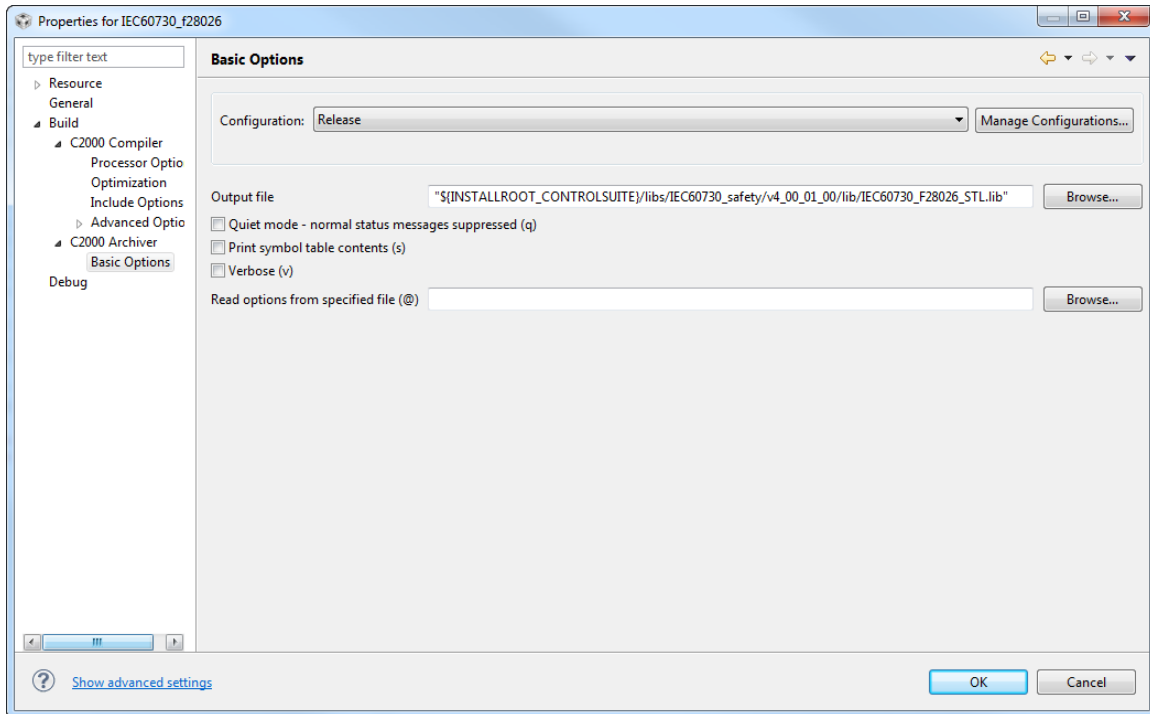 Properties for IEC60730_f28026
type filter text
Resource
General
Build
C2000 Compiler
Processor Optio
Optimization
Include Options
Advanced Optio
C2000 Archiver
Basic Options
Debug
Basic Options
Configuration: Release Manage Configurations...
Output file "${INSTALLROOT_CONTROLSUITE}/libs/IEC60730_safety/v4_00_01_00/lib/IEC60730_F28026_STL.lib" Browse...
Quiet mode - normal status messages suppressed (q)
Print symbol table contents (s)
Verbose (v)
Read options from specified file (@) Browse...
? Show advanced settings OK Cancel